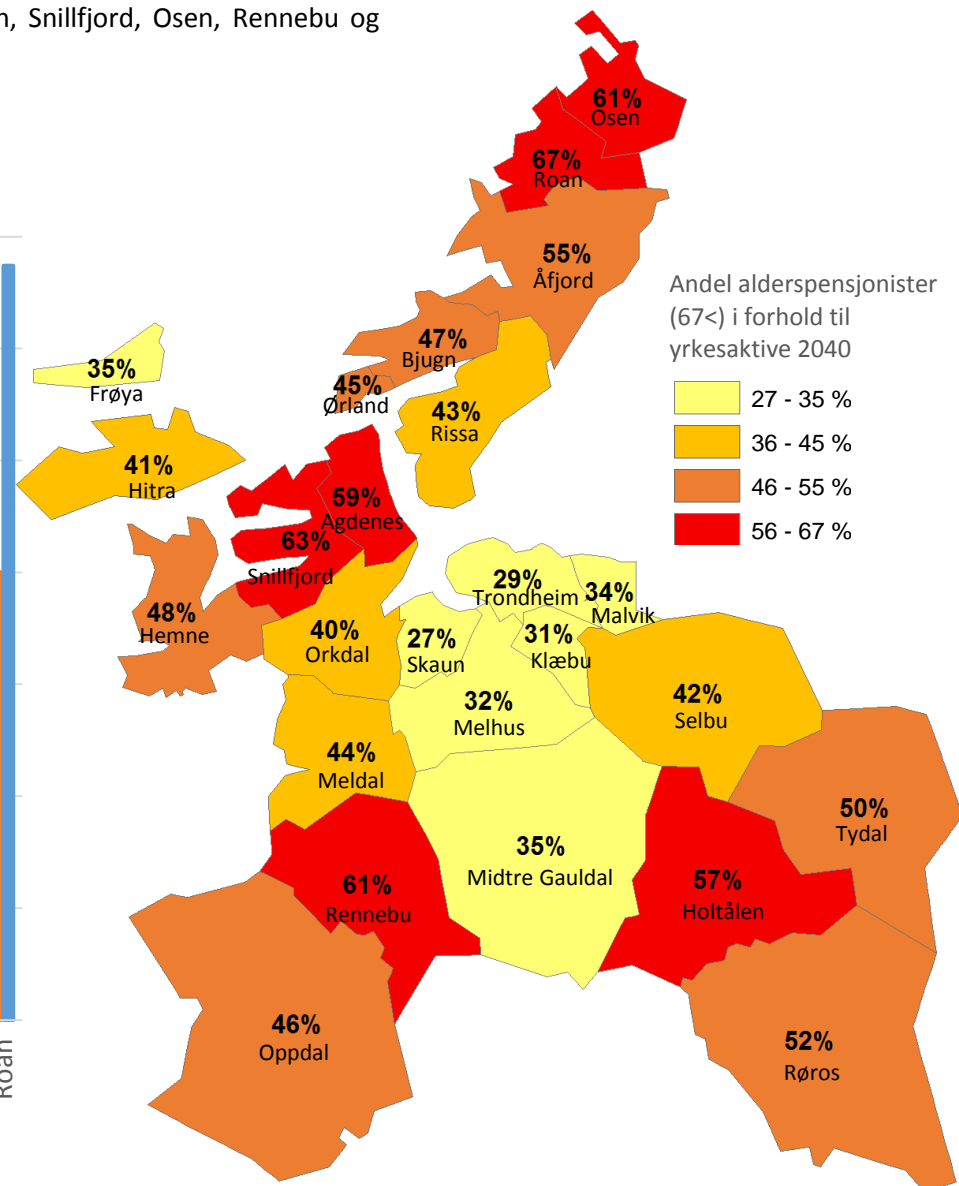 n, Snillfjord, Osen, Rennebu og
61%
Osen
67%
Roan
55%
Åfjord
Andel alderspensjonister
(67<) i forhold til
yrkesaktive 2040
27 - 35 %
36 - 45 %
46 - 55 %
56 - 67 %
47%
Bjugn
35%
Frøya
45%
Ørland
43%
Rissa
41%
Hitra
59%
Agdenes
63%
Snillfjord
29%
Trondheim
34%
Malvik
48%
Hemne
40%
Orkdal
27%
Skaun
31%
Klæbu
32%
Melhus
42%
Selbu
44%
Meldal
50%
Tydal
35%
Midtre Gauldal
61%
Rennebu
57%
Holtålen
46%
Oppdal
52%
Røros
Roan